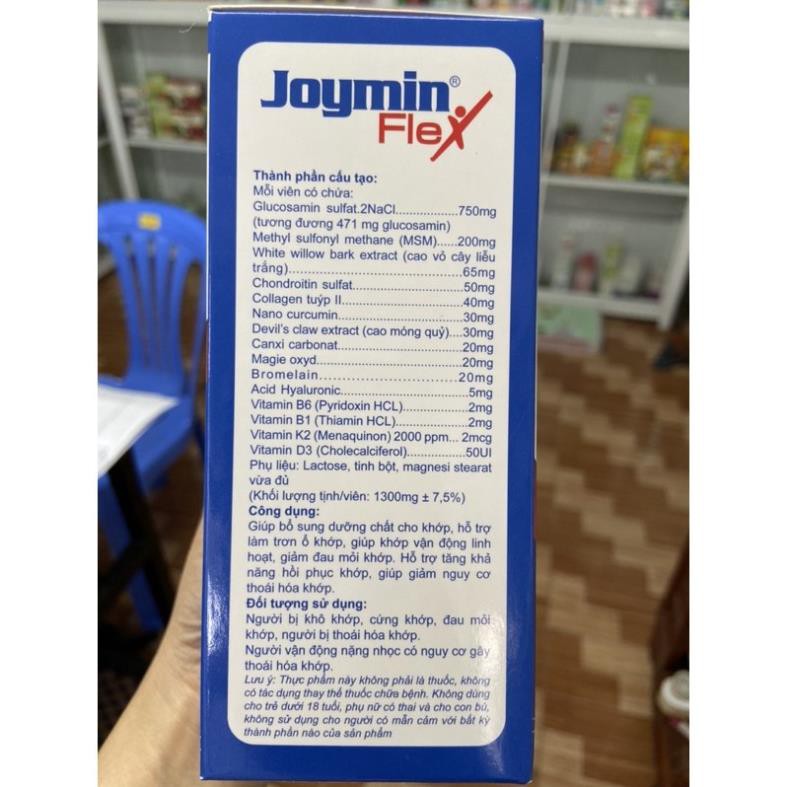 Joymin®
Flex
Thành phần cấu tạo:
Mỗi viên có chứa:
Glucosamin sulfat.2NaCl..................750mg
(tương đương 471 mg glucosamin)
Methyl sulfonyl methane (MSM).....200mg
White willow bark extract (cao vỏ cây liễu
trắng)..........................................65mg
Chondroitin sulfat...............................50mg
Collagen tuýp II..................................40mg
Nano curcumin...................................30mg
Devil's claw extract (cao móng quỷ)....30mg
Canxi carbonat...................................20mg
Magie oxyd.........................................20mg
Bromelain..........................20mg
Acid Hyaluronic....................................5mg
Vitamin B6 (Pyridoxin HCL)..................2mg
Vitamin B1 (Thiamin HCL)....................2mg
Vitamin K2 (Menaquinon) 2000 ppm... 2mcg
Vitamin D3 (Cholecalciferol)................50UI
Phụ liệu: Lactose, tinh bột, magnesi stearat
vừa đủ
(Khối lượng tịnh/viên: 1300mg ± 7,5%)
Công dụng:
Giúp bổ sung dưỡng chất cho khớp, hỗ trợ
làm trơn ổ khớp, giúp khớp vận động linh
hoạt, giảm đau mỏi khớp. Hỗ trợ tăng khả
năng hồi phục khớp, giúp giảm nguy cơ
thoái hóa khớp.
Đối tượng sử dụng:
Người bị khô khớp, cứng khớp, đau mỏi
khớp, người bị thoái hóa khớp.
Người vận động nặng nhọc có nguy cơ gây
thoái hóa khớp.
Lưu ý: Thực phẩm này không phải là thuốc, không
có tác dụng thay thế thuốc chữa bệnh. Không dùng
cho trẻ dưới 18 tuổi, phụ nữ có thai và cho con bú,
không sử dụng cho người có mẫn cảm với bất kỳ
thành phần nào của sản phẩm